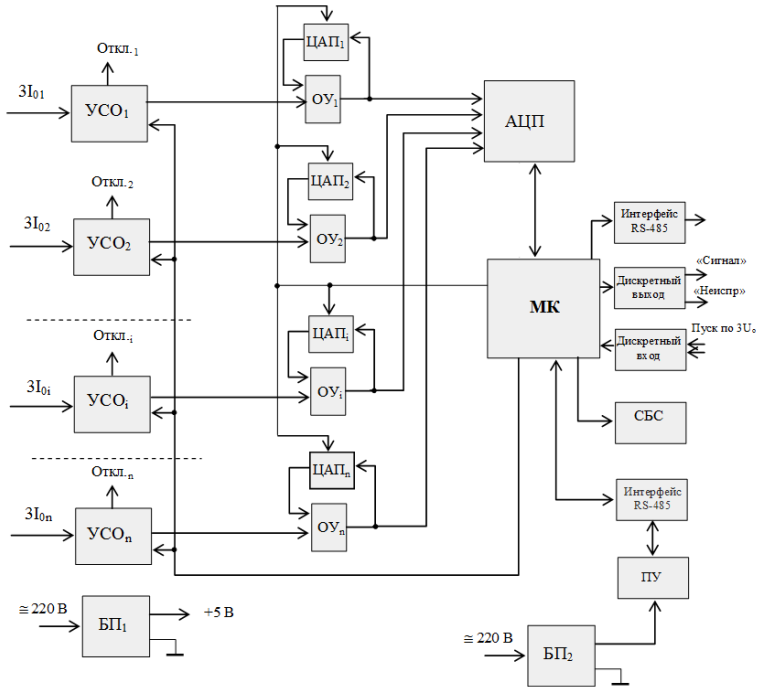 ЦАП₁
Откл.₁
3I₀₁
УСО₁
ОУ₁
АЦП
ЦАП₂
Откл.₂
3I₀₂
УСО₂
ОУ₂
Интерфейс
RS-485
«Сигнал»
Дискретный
выход
«Неиспр»
МК
Пуск по 3Uₒ
Дискретный
вход
ЦАПᵢ
Откл.ᵢ
3I₀ᵢ
УСОᵢ
ОУᵢ
СБС
ЦАПₙ
Откл.ₙ
3I₀ₙ
УСОₙ
ОУₙ
Интерфейс
RS-485
ПУ
≅ 220 В
БП₁
+5 В
≅ 220 В
БП₂